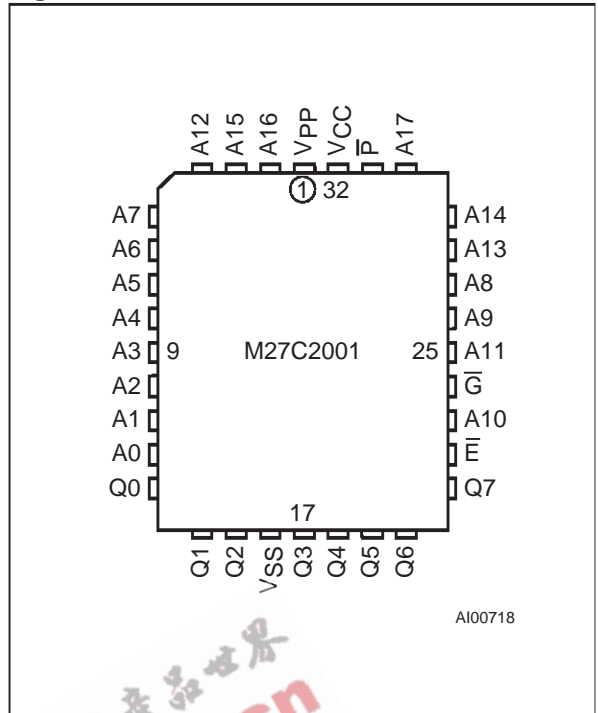 A12 A15 A16 VPP VCC P̅ A17
1 32
A7 A14
A6 A13
A5 A8
A4 A9
A3 9 M27C2001 25 A11
A2 G̅
A1 A10
A0 E̅
Q0 Q7
17
Q1 Q2 VSS Q3 Q4 Q5 Q6
AI00718